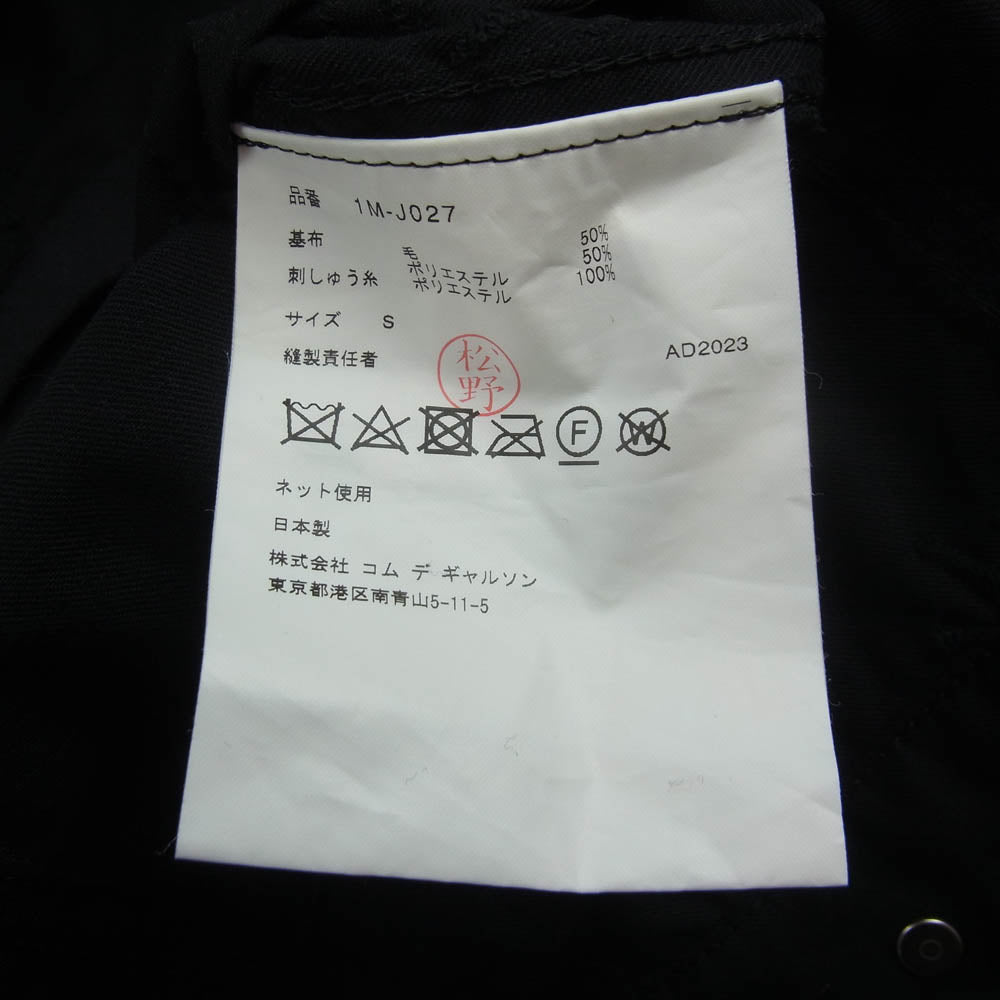 品番 1M-J027
基布 毛 50%
ポリエステル 50%
刺しゅう糸 ポリエステル 100%
サイズ S
縫製責任者 松野 AD2023
F W
ネット使用
日本製
株式会社 コム デ ギャルソン
東京都港区南青山5-11-5